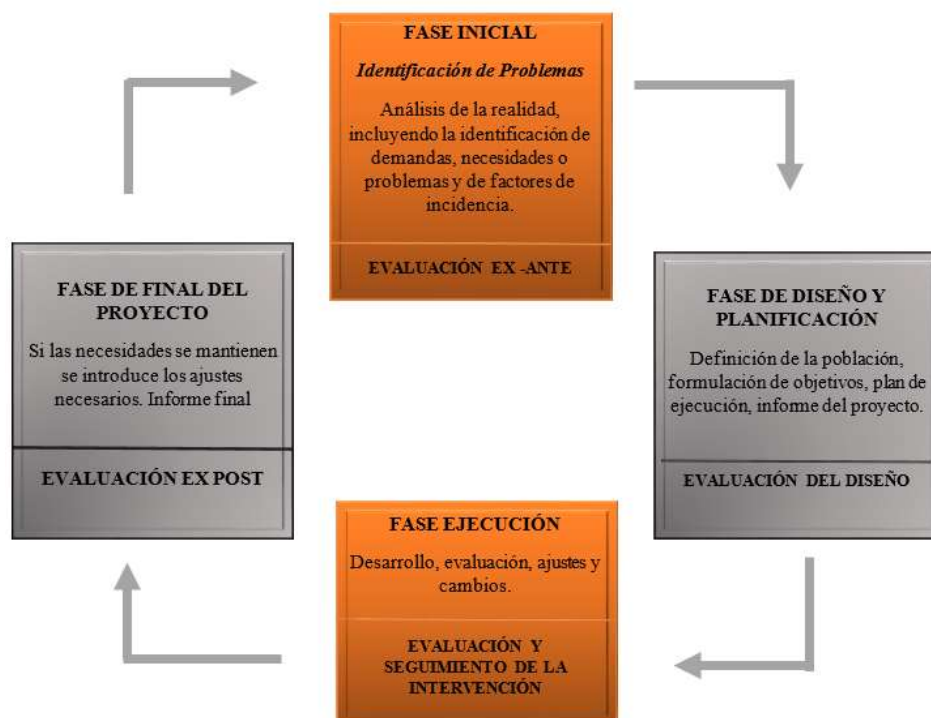 FASE INICIAL
Identificación de Problemas
Análisis de la realidad,
incluyendo la identificación de
demandas, necesidades o
problemas y de factores de
incidencia.
EVALUACIÓN EX -ANTE
FASE DE DISEÑO Y
PLANIFICACIÓN
Definición de la población,
formulación de objetivos, plan de
ejecución, informe del proyecto.
EVALUACIÓN DEL DISEÑO
FASE EJECUCIÓN
Desarrollo, evaluación, ajustes y
cambios.
EVALUACIÓN Y
SEGUIMIENTO DE LA
INTERVENCIÓN
FASE DE FINAL DEL
PROYECTO
Si las necesidades se mantienen
se introduce los ajustes
necesarios. Informe final
EVALUACIÓN EX POST